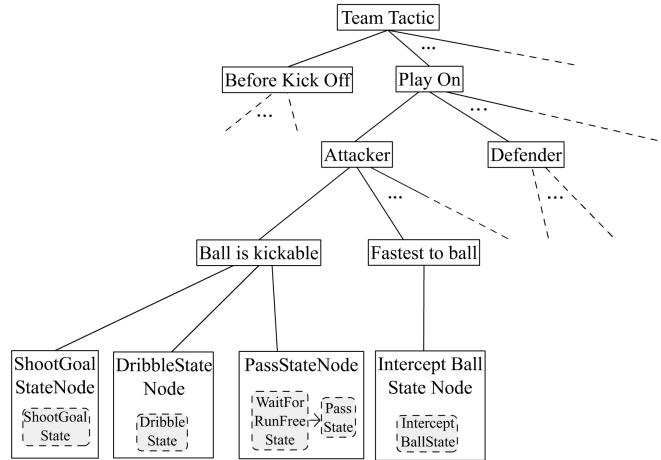 Team Tactic
...
Before Kick Off
Play On
...
...
Attacker
Defender
...
...
Ball is kickable
Fastest to ball
ShootGoal
StateNode
ShootGoal
State
DribbleState
Node
Dribble
State
PassStateNode
WaitFor
RunFree
State
Pass
State
Intercept Ball
State Node
Intercept
BallState